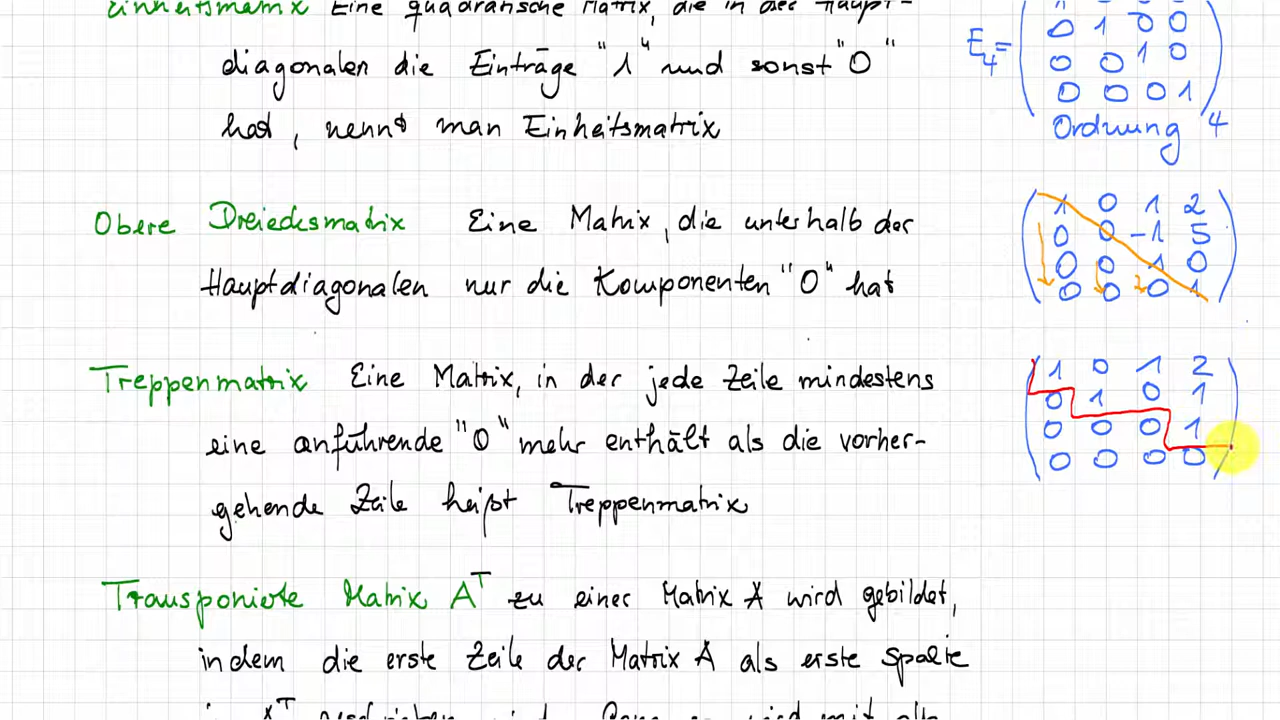 Einheitsmatrix Eine quadratische Matrix, die in der Haupt-
diagonalen die Einträge "1" und sonst "0"
hat, nennt man Einheitsmatrix
E4=
0 1 0 0
0 0 1 0
0 0 0 1
Ordnung 4
Obere Dreiecksmatrix Eine Matrix, die unterhalb der
Hauptdiagonalen nur die Komponenten "0" hat
1 0 1 2
0 0 -1 5
0 0 1 0
0 0 0 1
Treppenmatrix Eine Matrix, in der jede Zeile mindestens
eine anführende "0" mehr enthält als die vorher-
gehende Zeile heißt Treppenmatrix
1 0 1 2
0 1 0 1
0 0 0 1
0 0 0 0
Transponierte Matrix A^T zu einer Matrix A wird gebildet,
indem die erste Zeile der Matrix A als erste Spalte